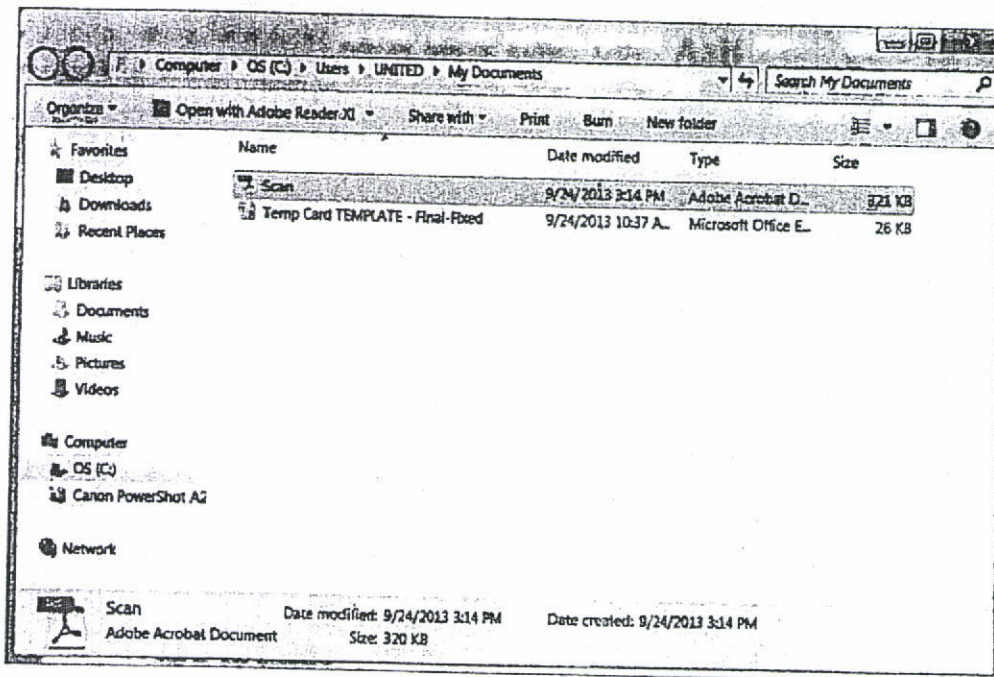 Computer ▸ OS (C:) ▸ Users ▸ UNITED ▸ My Documents
Search My Documents
Organize Open with Adobe Reader XI Share with Print Burn New folder
Favorites
Desktop
Downloads
Recent Places
Libraries
Documents
Music
Pictures
Videos
Computer
OS (C:)
Canon PowerShot A2
Network
Name Date modified Type Size
Scan 9/24/2013 3:14 PM Adobe Acrobat D... 321 KB
Temp Card TEMPLATE - Final-Fixed 9/24/2013 10:37 A... Microsoft Office E... 26 KB
Scan Date modified: 9/24/2013 3:14 PM Date created: 9/24/2013 3:14 PM
Adobe Acrobat Document Size: 320 KB